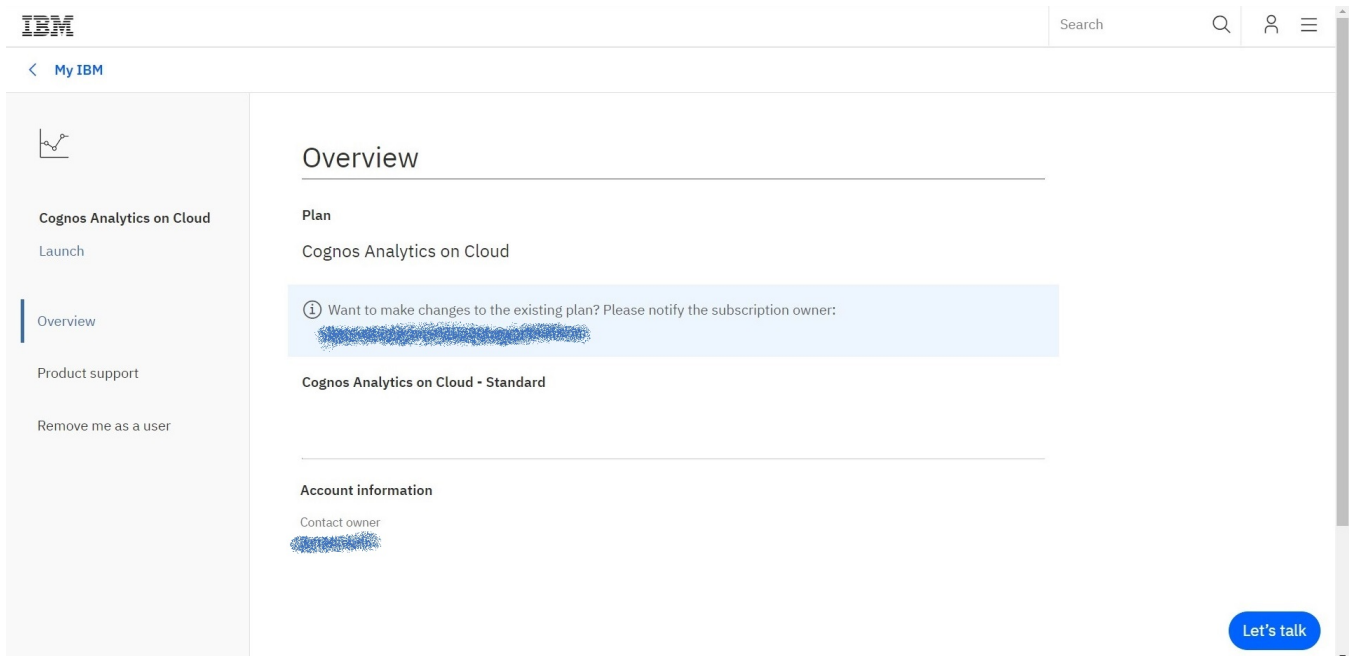 IBM
Search
My IBM
Overview
Cognos Analytics on Cloud
Plan
Launch
Cognos Analytics on Cloud
Want to make changes to the existing plan? Please notify the subscription owner:
Overview
Product support
Cognos Analytics on Cloud - Standard
Remove me as a user
Account information
Contact owner
Let's talk